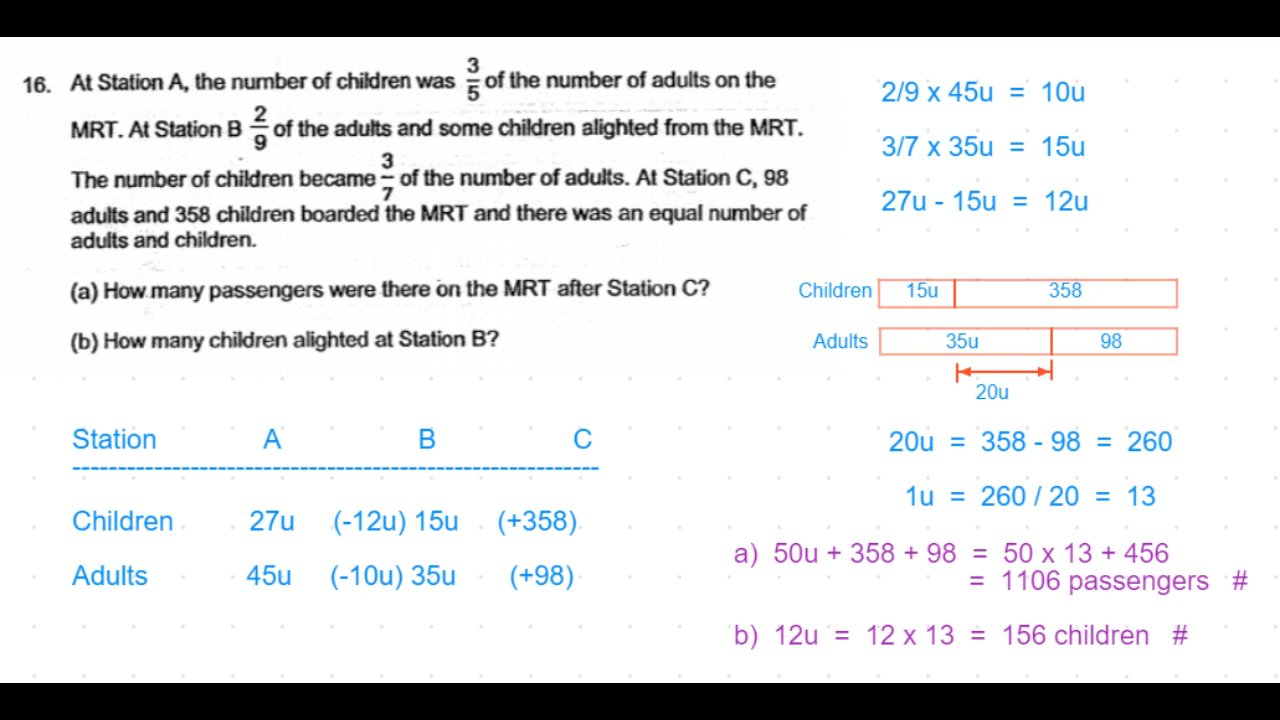 16. At Station A, the number of children was 3/5 of the number of adults on the
MRT. At Station B 2/9 of the adults and some children alighted from the MRT.
The number of children became 3/7 of the number of adults. At Station C, 98
adults and 358 children boarded the MRT and there was an equal number of
adults and children.
(a) How many passengers were there on the MRT after Station C?
(b) How many children alighted at Station B?
2/9 x 45u = 10u
3/7 x 35u = 15u
27u - 15u = 12u
Children 15u 358
Adults 35u 98
20u
Station A B C
------------------------------------------------------------
Children 27u (-12u) 15u (+358)
Adults 45u (-10u) 35u (+98)
20u = 358 - 98 = 260
1u = 260 / 20 = 13
a) 50u + 358 + 98 = 50 x 13 + 456
= 1106 passengers #
b) 12u = 12 x 13 = 156 children #